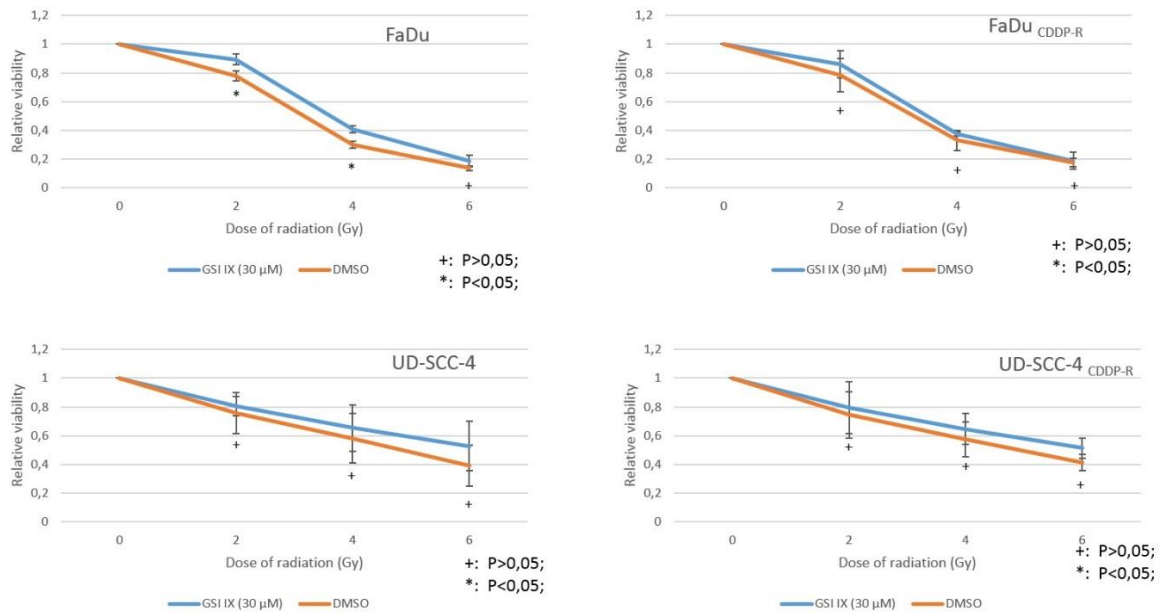 FaDu
1,2
1
0,8
0,6
0,4
0,2
0
Relative viability
*
*
+
0 2 4 6
Dose of radiation (Gy)
GSI IX (30 µM) DMSO
+: P>0,05;
*: P<0,05;
FaDu CDDP-R
1,2
1
0,8
0,6
0,4
0,2
0
Relative viability
+
+
+
0 2 4 6
Dose of radiation (Gy)
GSI IX (30 µM) DMSO
+: P>0,05;
*: P<0,05;
UD-SCC-4
1,2
1
0,8
0,6
0,4
0,2
0
Relative viability
+
+
+
0 2 4 6
Dose of radiation (Gy)
GSI IX (30 µM) DMSO
+: P>0,05;
*: P<0,05;
UD-SCC-4 CDDP-R
1,2
1
0,8
0,6
0,4
0,2
0
Relative viability
+
+
+
0 2 4 6
Dose of radiation (Gy)
GSI IX (30 µM) DMSO
+: P>0,05;
*: P<0,05;